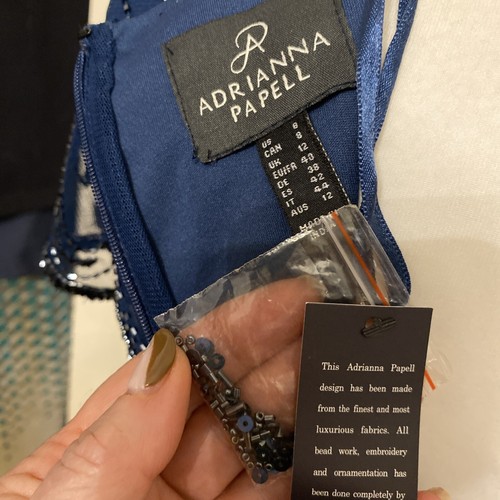 ADRIANNA
PAPELL
US 8
CAN 8
UK 12
EU/FR 40
DE 38
ES 42
IT 44
AUS 12
MADE
IND
This Adrianna Papell
design has been made
from the finest and most
luxurious fabrics. All
bead work, embroidery
and ornamentation has
been done completely by